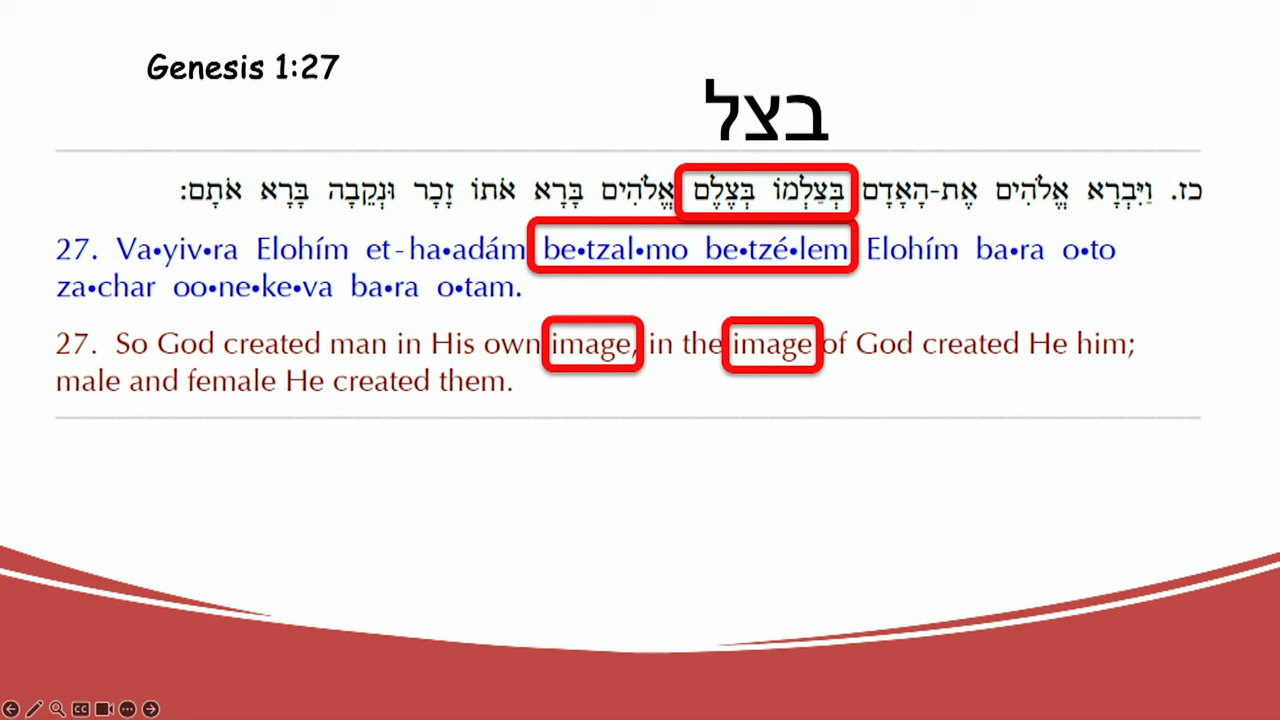 Genesis 1:27
בצל
כז. וַיִּבְרָא אֱלֹהִים אֶת-הָאָדָם בְּצַלְמוֹ בְּצֶלֶם אֱלֹהִים בָּרָא אֹתוֹ זָכָר וּנְקֵבָה בָּרָא אֹתָם:
27. Va•yiv•ra Elohím et-ha•adám be•tzal•mo be•tzé•lem Elohím ba•ra o•to
za•char oo•ne•ke•va ba•ra o•tam.
27. So God created man in His own image, in the image of God created He him;
male and female He created them.